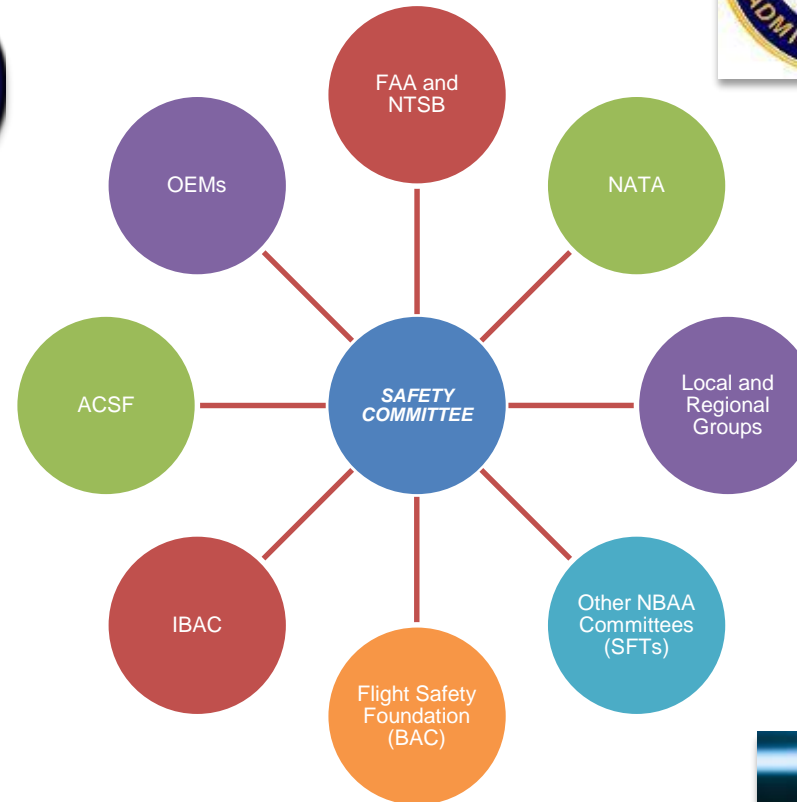 FAA and
NTSB
OEMs
NATA
SAFETY
COMMITTEE
ACSF
Local and
Regional
Groups
IBAC
Other NBAA
Committees
(SFTs)
Flight Safety
Foundation
(BAC)